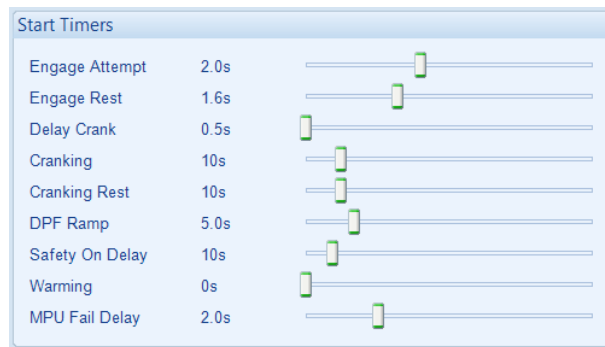 Start Timers
Engage Attempt 2.0s
Engage Rest 1.6s
Delay Crank 0.5s
Cranking 10s
Cranking Rest 10s
DPF Ramp 5.0s
Safety On Delay 10s
Warming 0s
MPU Fail Delay 2.0s